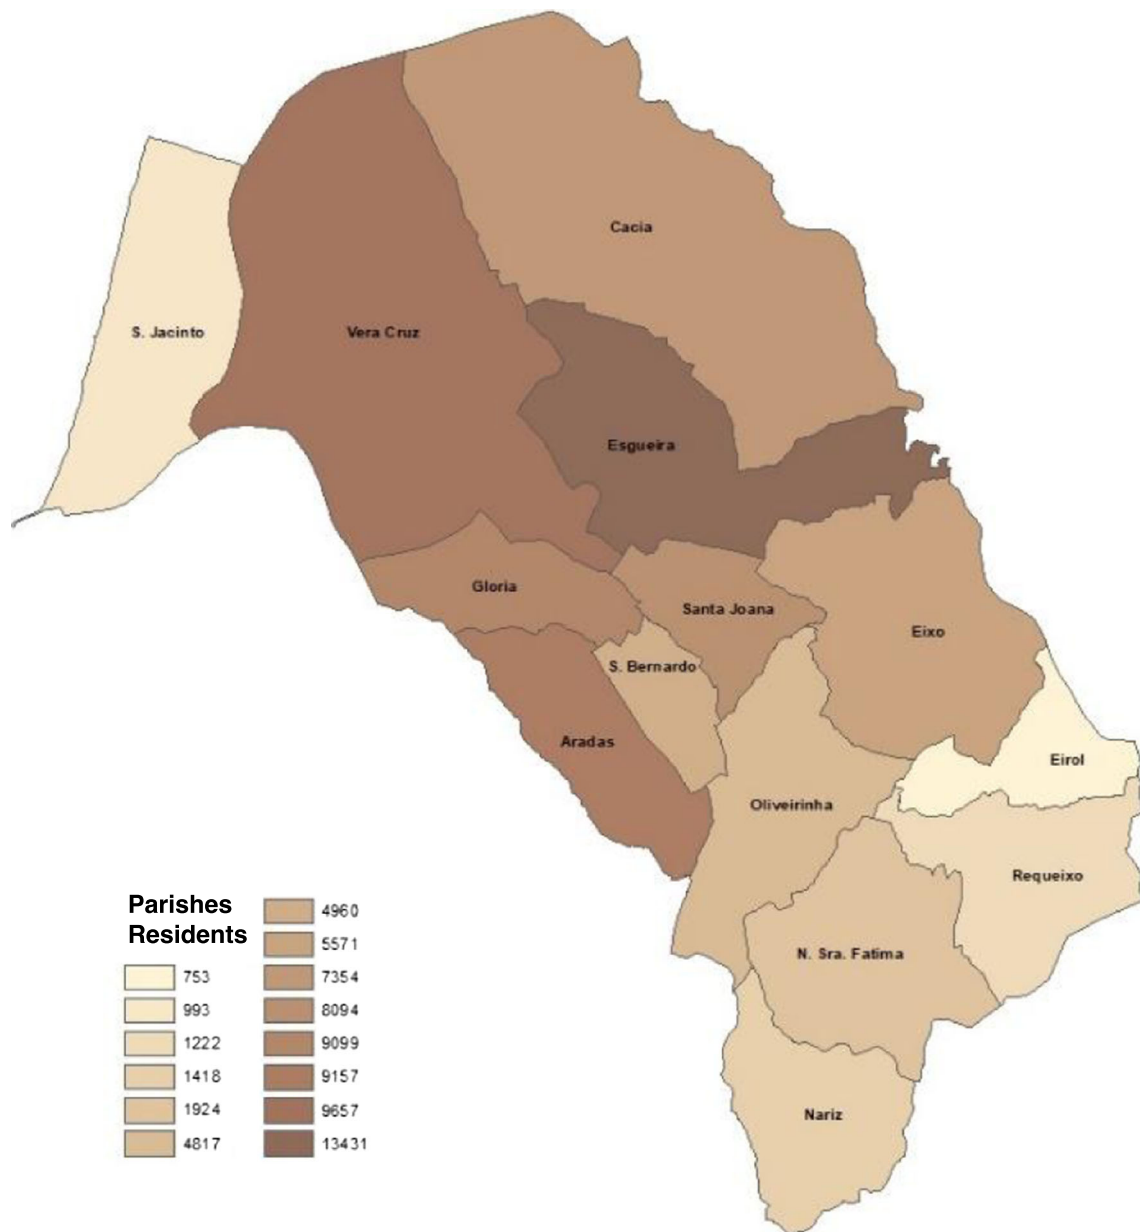 Cacia
S. Jacinto
Vera Cruz
Esgueira
Gloria
Santa Joana
Eixo
S. Bernardo
Aradas
Eirol
Oliveirinha
Requeixo
N. Sra. Fatima
Nariz
Parishes
Residents
753
993
1222
1418
1924
4817
4960
5571
7354
8094
9099
9157
9657
13431